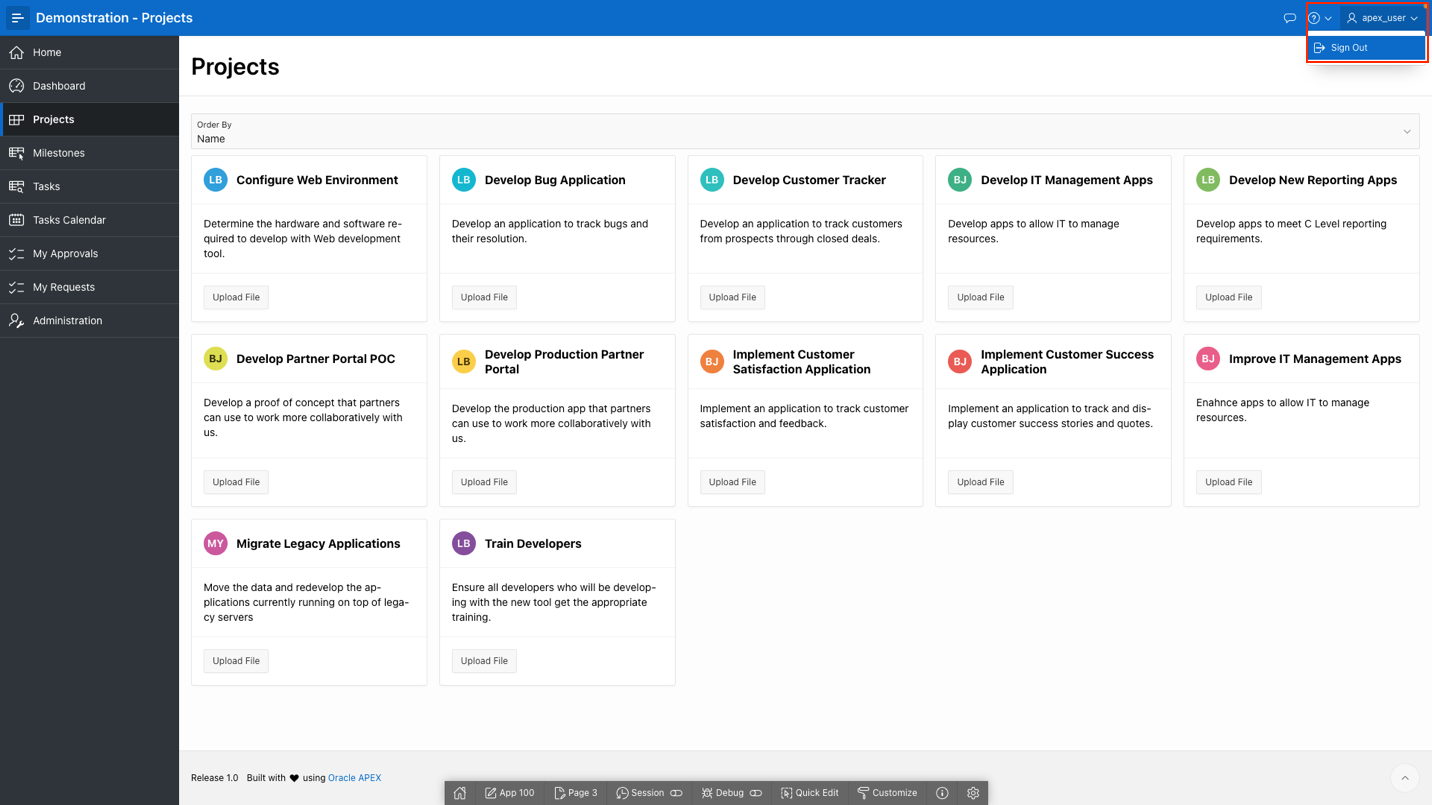 Demonstration - Projects
apex_user
Sign Out
Home
Dashboard
Projects
Milestones
Tasks
Tasks Calendar
My Approvals
My Requests
Administration
Projects
Order By
Name
LB Configure Web Environment
Determine the hardware and software re-
quired to develop with Web development
tool.
Upload File
LB Develop Bug Application
Develop an application to track bugs and
their resolution.
Upload File
LB Develop Customer Tracker
Develop an application to track customers
from prospects through closed deals.
Upload File
BJ Develop IT Management Apps
Develop apps to allow IT to manage
resources.
Upload File
LB Develop New Reporting Apps
Develop apps to meet C Level reporting
requirements.
Upload File
BJ Develop Partner Portal POC
Develop a proof of concept that partners
can use to work more collaboratively with
us.
Upload File
LB Develop Production Partner
Portal
Develop the production app that partners
can use to work more collaboratively with
us.
Upload File
BJ Implement Customer
Satisfaction Application
Implement an application to track customer
satisfaction and feedback.
Upload File
BJ Implement Customer Success
Application
Implement an application to track and dis-
play customer success stories and quotes.
Upload File
BJ Improve IT Management Apps
Enahnce apps to allow IT to manage
resources.
Upload File
MY Migrate Legacy Applications
Move the data and redevelop the ap-
plications currently running on top of lega-
cy servers
Upload File
LB Train Developers
Ensure all developers who will be develop-
ing with the new tool get the appropriate
training.
Upload File
Release 1.0 Built with ♥ using Oracle APEX
App 100 Page 3 Session Debug Quick Edit Customize